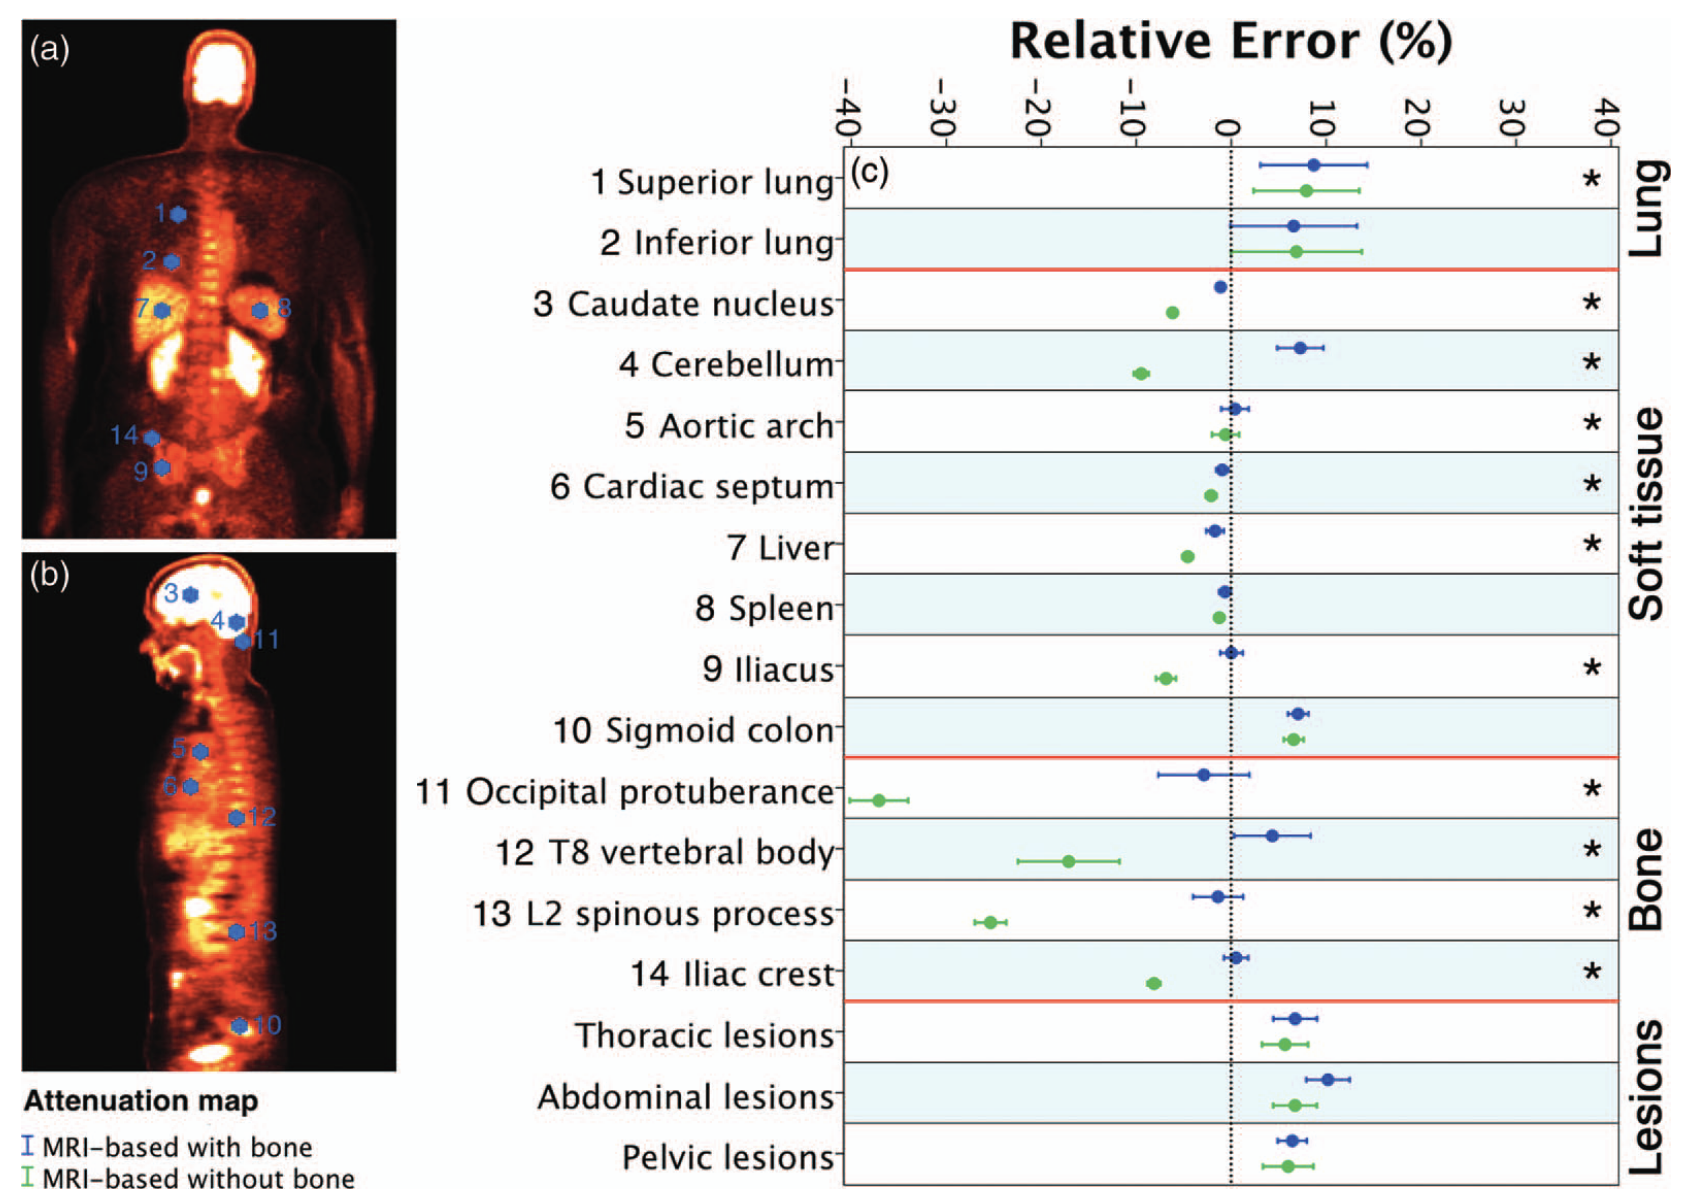 (a)
1
2
7
8
14
9
(b)
3
4
11
5
6
12
13
10
Attenuation map
MRI-based with bone
MRI-based without bone
Relative Error (%)
-40
-30
-20
-10
00
10
20
30
40
(c)
1 Superior lung
*
2 Inferior lung
Lung
3 Caudate nucleus
*
4 Cerebellum
*
5 Aortic arch
*
6 Cardiac septum
*
7 Liver
*
8 Spleen
9 Iliacus
*
10 Sigmoid colon
Soft tissue
11 Occipital protuberance
*
12 T8 vertebral body
*
13 L2 spinous process
*
14 Iliac crest
*
Bone
Thoracic lesions
Abdominal lesions
Pelvic lesions
Lesions